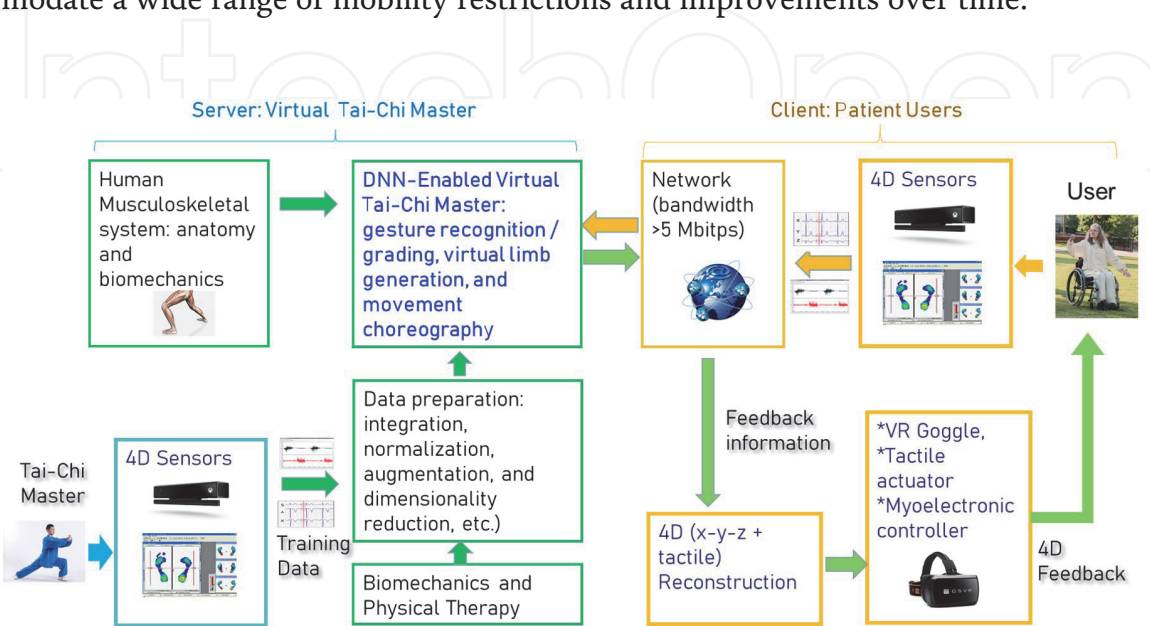 modate a wide range of mobility restrictions and improvements over time.
IntechOpen
Server: Virtual Tai-Chi Master
Client: Patient Users
Human
Musculoskeletal
system: anatomy
and
biomechanics
DNN-Enabled Virtual
Tai-Chi Master:
gesture recognition /
grading, virtual limb
generation, and
movement
choreography
Network
(bandwidth
>5 Mbitps)
4D Sensors
User
Data preparation:
integration,
normalization,
augmentation, and
dimensionality
reduction, etc.)
Feedback
information
*VR Goggle,
*Tactile
actuator
*Myoelectronic
controller
Tai-Chi
Master
4D Sensors
Training
Data
Biomechanics and
Physical Therapy
4D (x-y-z +
tactile)
Reconstruction
OSVR
4D
Feedback